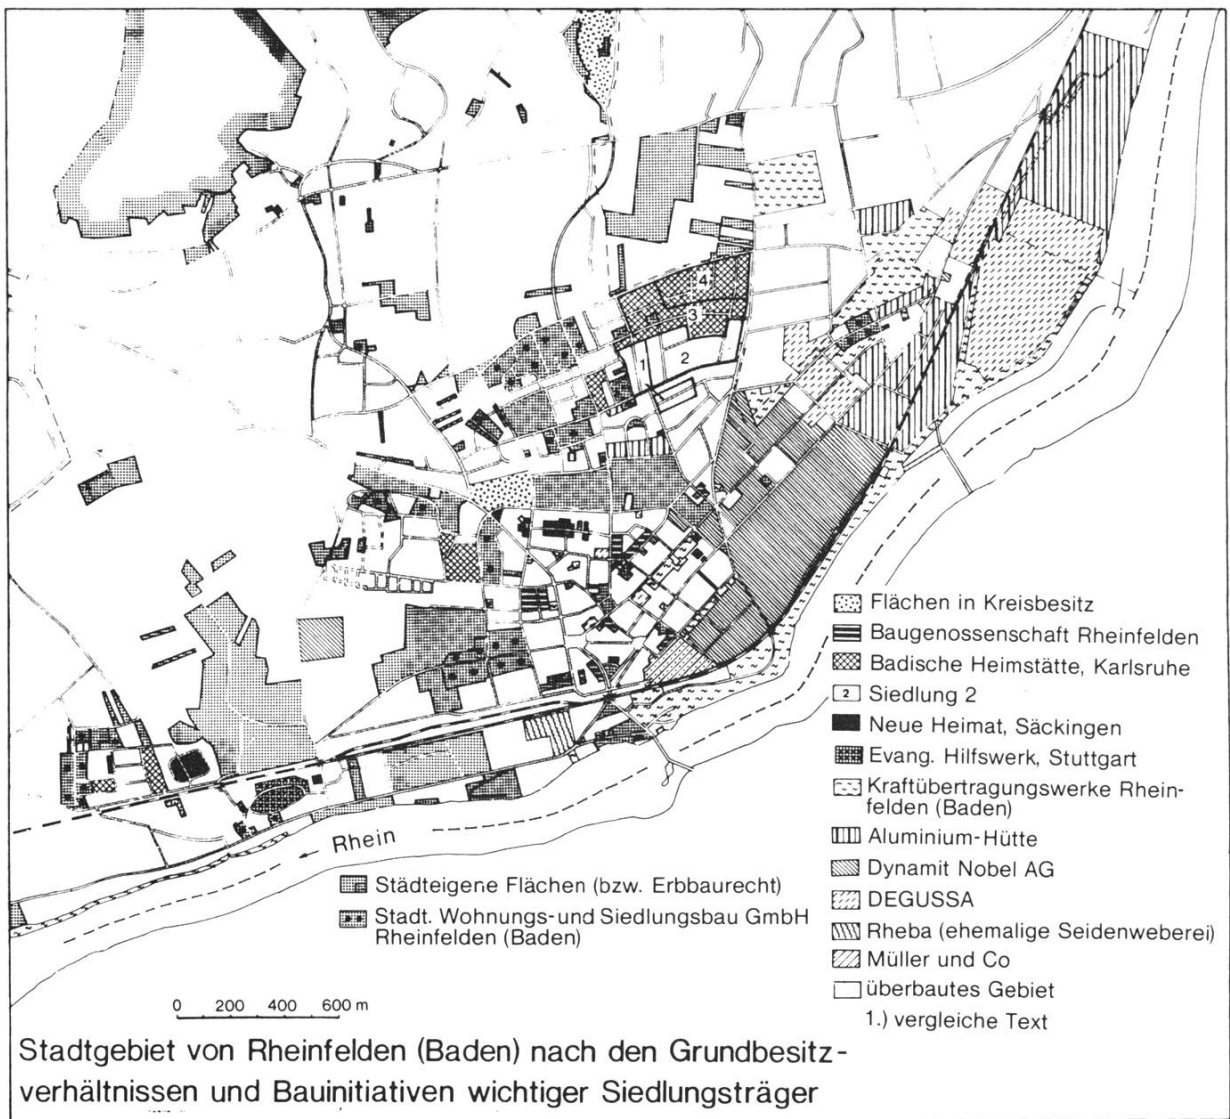 4
3
2
1
Flächen in Kreisbesitz
Baugenossenschaft Rheinfelden
Badische Heimstätte, Karlsruhe
2 Siedlung 2
Neue Heimat, Säckingen
Evang. Hilfswerk, Stuttgart
Kraftübertragungswerke Rhein-
felden (Baden)
Aluminium-Hütte
Dynamit Nobel AG
DEGUSSA
Rheba (ehemalige Seidenweberei)
Müller und Co
überbautes Gebiet
1.) vergleiche Text
Rhein
Städteigene Flächen (bzw. Erbbaurecht)
Stadt. Wohnungs-und Siedlungsbau GmbH
Rheinfelden (Baden)
0 200 400 600 m
Stadtgebiet von Rheinfelden (Baden) nach den Grundbesitz-
verhältnissen und Bauinitiativen wichtiger Siedlungsträger